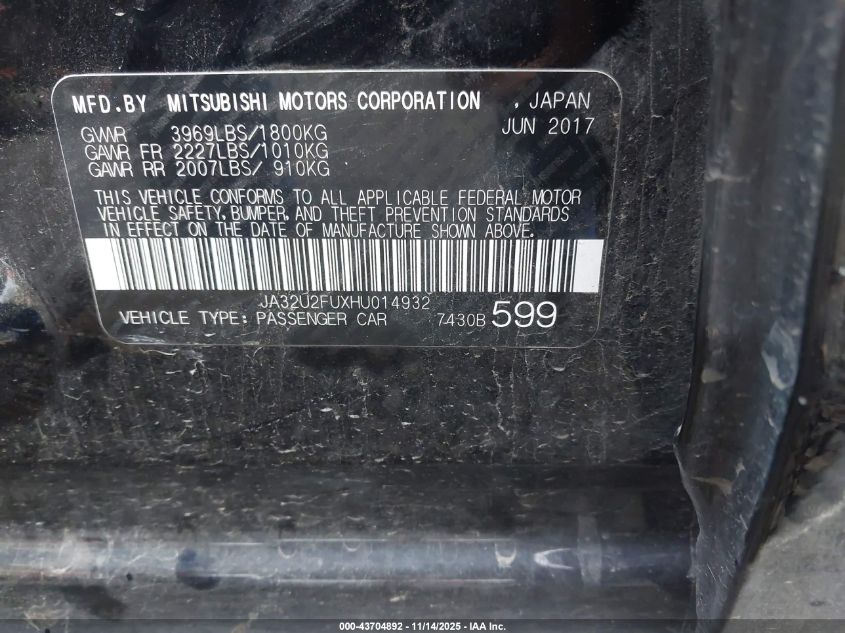 MFD.BY MITSUBISHI MOTORS CORPORATION , JAPAN
GVWR 3969LBS/1800KG JUN 2017
GAWR FR 2227LBS/1010KG
GAWR RR 2007LBS/ 910KG
THIS VEHICLE CONFORMS TO ALL APPLICABLE FEDERAL MOTOR
VEHICLE SAFETY, BUMPER, AND THEFT PREVENTION STANDARDS
IN EFFECT ON THE DATE OF MANUFACTURE SHOWN ABOVE.
JA32U2FUXHU014932
VEHICLE TYPE: PASSENGER CAR 7430B 599
000-43704892 - 11/14/2025 - IAA Inc.